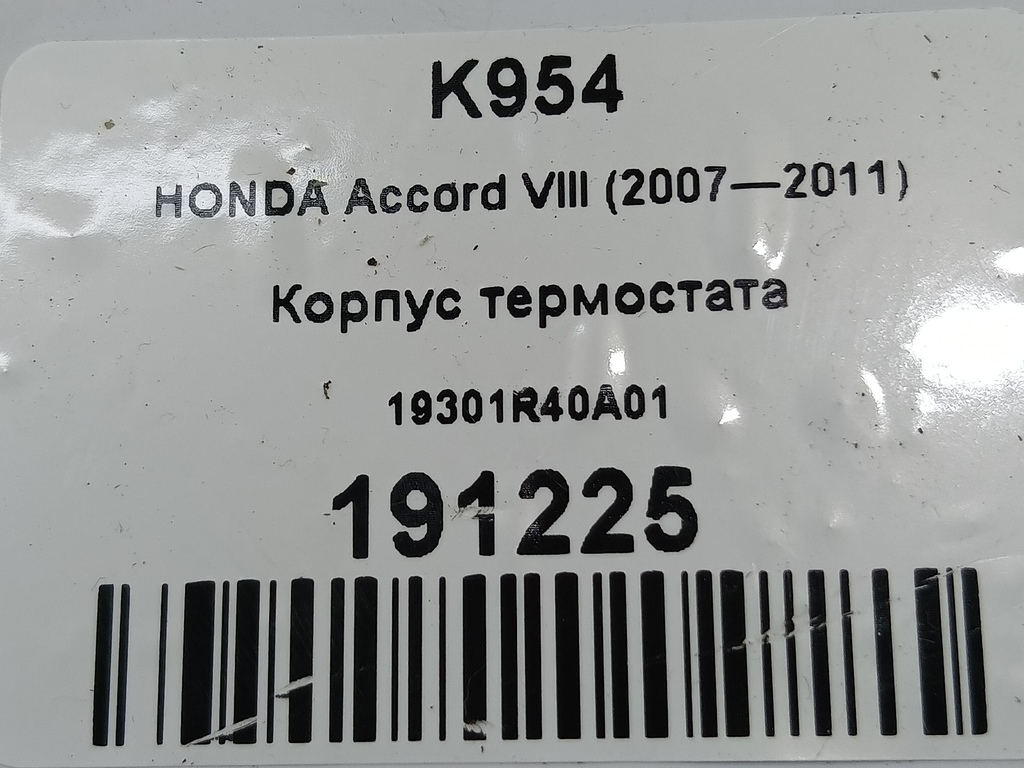 K954
HONDA Accord VIII (2007—2011)
Корпус термостата
19301R40A01
191225